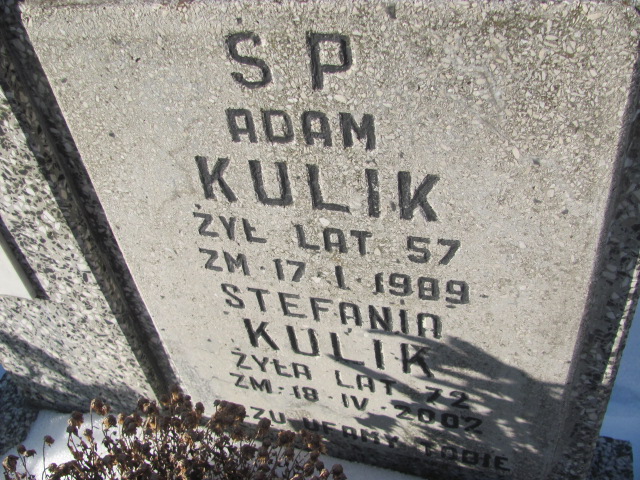 SP
ADAM
KULIK
ŻYŁ LAT 57
ZM·17·I·1989
STEFANIA
KULIK
ŻYŁA LAT 72
ZM·18·IV·2002
UFAMY TOBIE